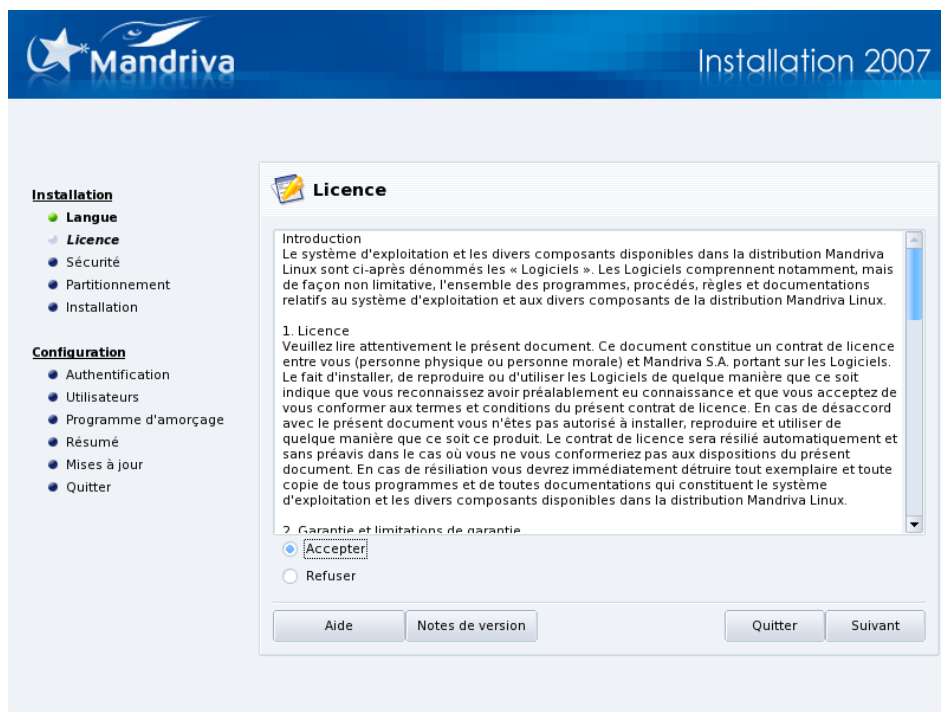 Mandriva
Installation 2007
Installation
Langue
Licence
Sécurité
Partitionnement
Installation
Configuration
Authentification
Utilisateurs
Programme d'amorçage
Résumé
Mises à jour
Quitter
Licence
Introduction
Le système d'exploitation et les divers composants disponibles dans la distribution Mandriva
Linux sont ci-après dénommés les « Logiciels ». Les Logiciels comprennent notamment, mais
de façon non limitative, l'ensemble des programmes, procédés, règles et documentations
relatifs au système d'exploitation et aux divers composants de la distribution Mandriva Linux.
1. Licence
Veuillez lire attentivement le présent document. Ce document constitue un contrat de licence
entre vous (personne physique ou personne morale) et Mandriva S.A. portant sur les Logiciels.
Le fait d'installer, de reproduire ou d'utiliser les Logiciels de quelque manière que ce soit
indique que vous reconnaissez avoir préalablement eu connaissance et que vous acceptez de
vous conformer aux termes et conditions du présent contrat de licence. En cas de désaccord
avec le présent document vous n'êtes pas autorisé à installer, reproduire et utiliser de
quelque manière que ce soit ce produit. Le contrat de licence sera résilié automatiquement et
sans préavis dans le cas où vous ne vous conformeriez pas aux dispositions du présent
document. En cas de résiliation vous devrez immédiatement détruire tout exemplaire et toute
copie de tous programmes et de toutes documentations qui constituent le système
d'exploitation et les divers composants disponibles dans la distribution Mandriva Linux.
2. Garantie et limitations de garantie
Accepter
Refuser
Aide
Notes de version
Quitter
Suivant